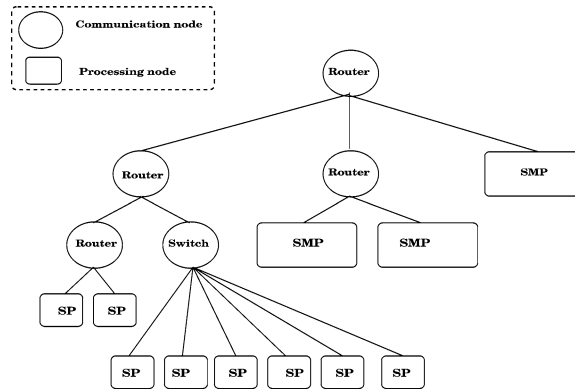 Communication node
Processing node
Router
Router
Router
SMP
Router
Switch
SMP
SMP
SP
SP
SP
SP
SP
SP
SP
SP